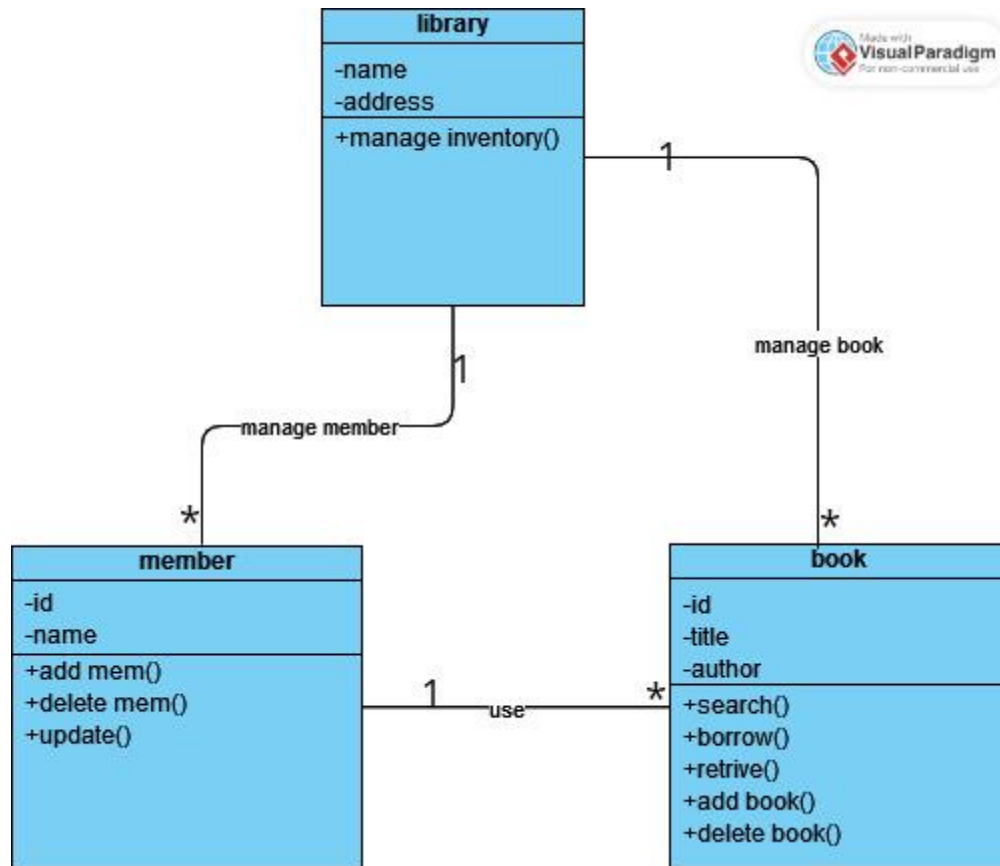 library
-name
-address
+manage inventory()
Made with
Visual Paradigm
For non-commercial use
1
1
manage book
manage member
*
*
member
-id
-name
+add mem()
+delete mem()
+update()
1
use
*
book
-id
-title
-author
+search()
+borrow()
+retrive()
+add book()
+delete book()